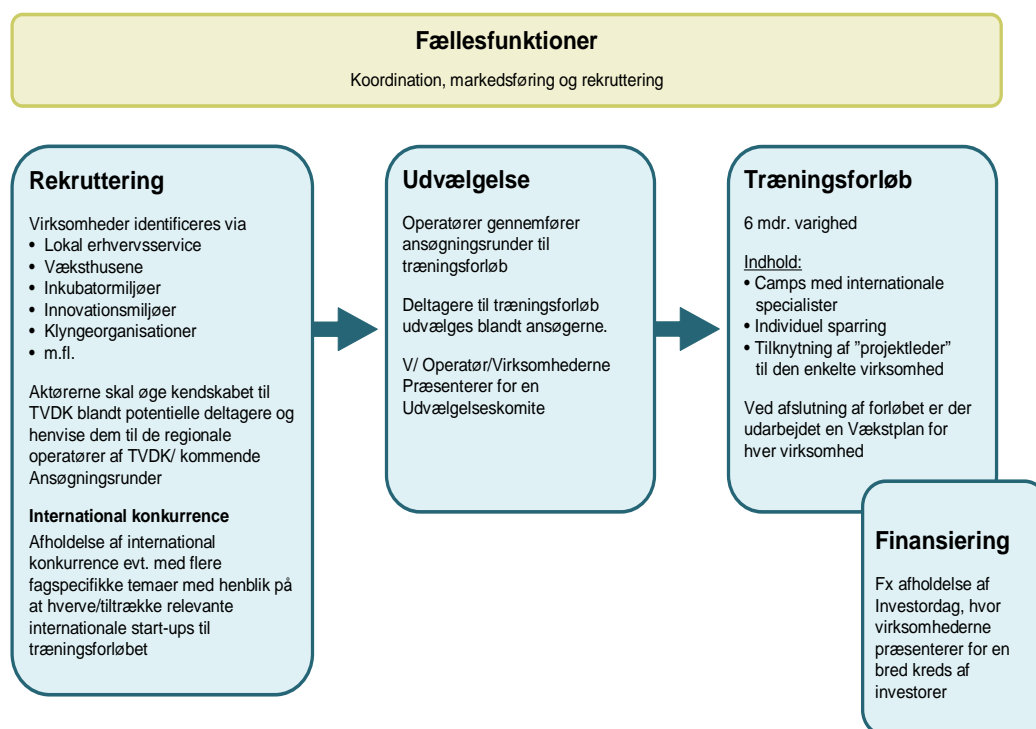 Fællesfunktioner
Koordination, markedsføring og rekruttering
Rekruttering
Virksomheder identificeres via
• Lokal erhvervsservice
• Væksthusene
• Inkubatormiljøer
• Innovationsmiljøer
• Klyngeorganisationer
• m.fl.
Aktørerne skal øge kendskabet til
TVDK blandt potentielle deltagere og
henvise dem til de regionale
operatører af TVDK/ kommende
Ansøgningsrunder
International konkurrence
Afholdelse af international
konkurrence evt. med flere
fagspecifikke temaer med henblik på
at hverve/tiltrække relevante
internationale start-ups til
træningsforløbet
Udvælgelse
Operatører gennemfører
ansøgningsrunder til
træningsforløb
Deltagere til træningsforløb
udvælges blandt ansøgerne.
V/ Operatør/Virksomhederne
Præsenterer for en
Udvælgelseskomite
Træningsforløb
6 mdr. varighed
Indhold:
• Camps med internationale
specialister
• Individuel sparring
• Tilknytning af ”projektleder”
til den enkelte virksomhed
Ved afslutning af forløbet er der
udarbejdet en Vækstplan for
hver virksomhed
Finansiering
Fx afholdelse af
Investordag, hvor
virksomhederne
præsenterer for en
bred kreds af
investorer